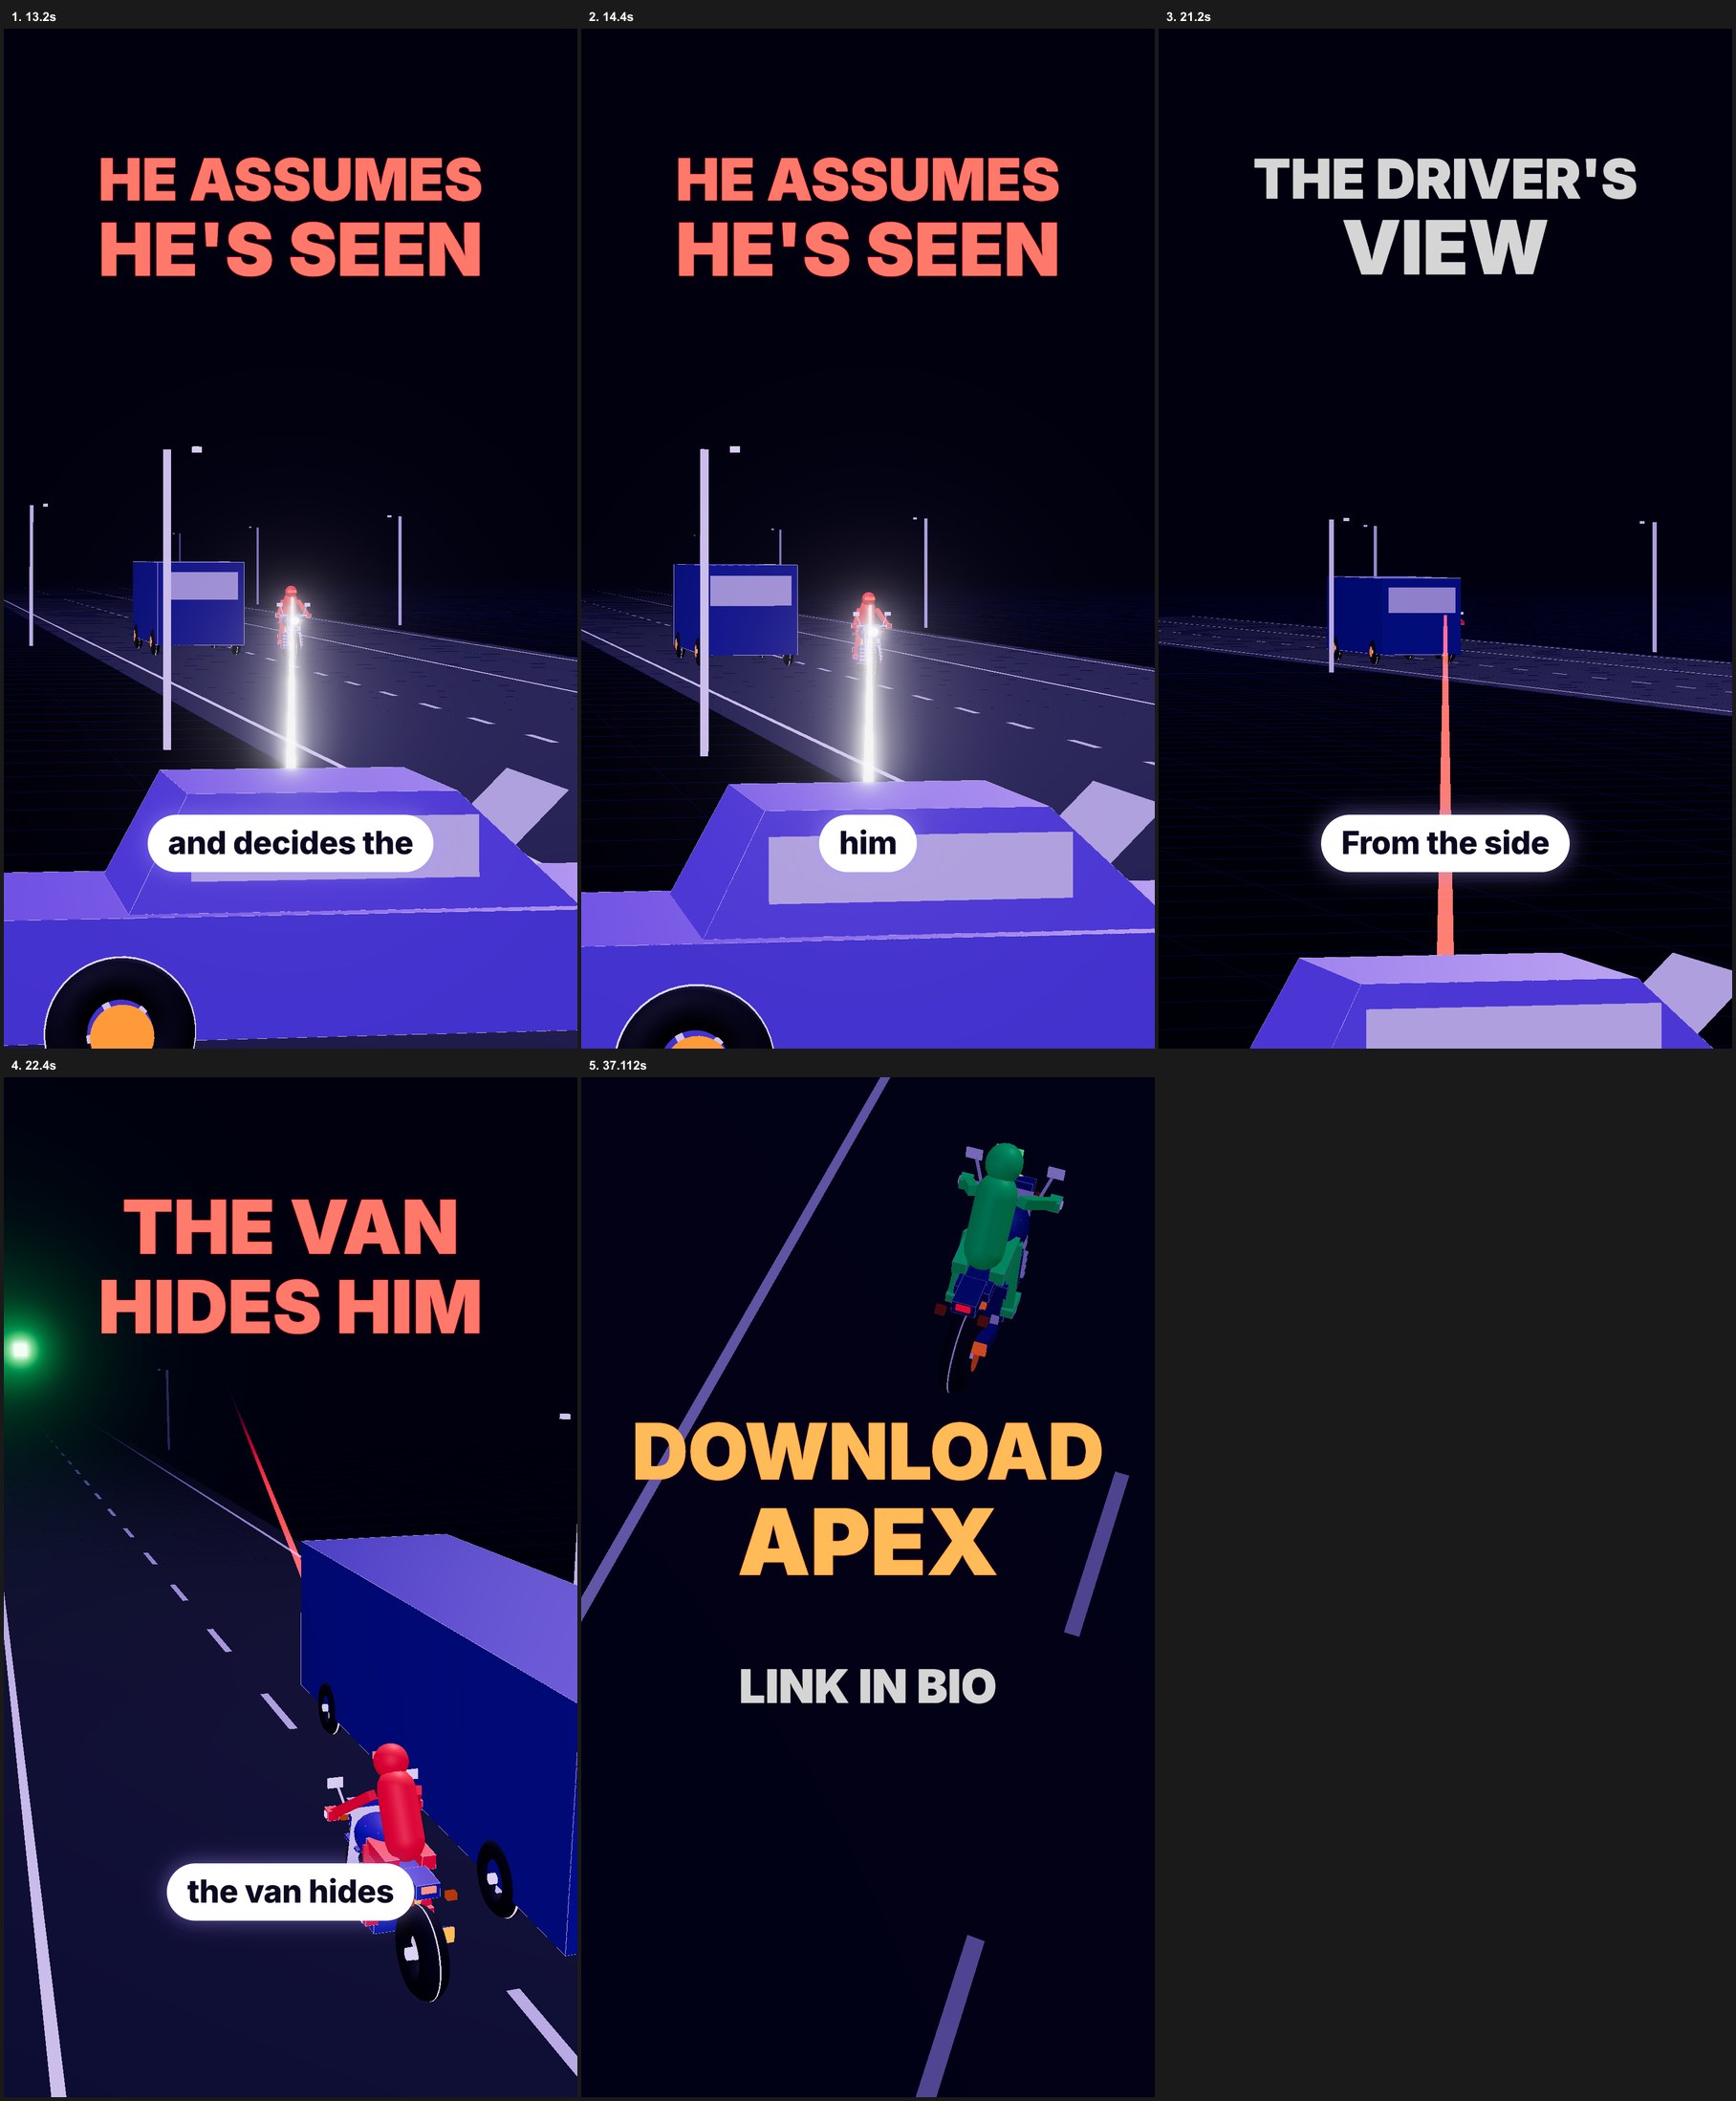 1. 13.2s
HE ASSUMES
HE'S SEEN
and decides the
2. 14.4s
HE ASSUMES
HE'S SEEN
him
3. 21.2s
THE DRIVER'S
VIEW
From the side
4. 22.4s
THE VAN
HIDES HIM
the van hides
5. 37.112s
DOWNLOAD
APEX
LINK IN BIO